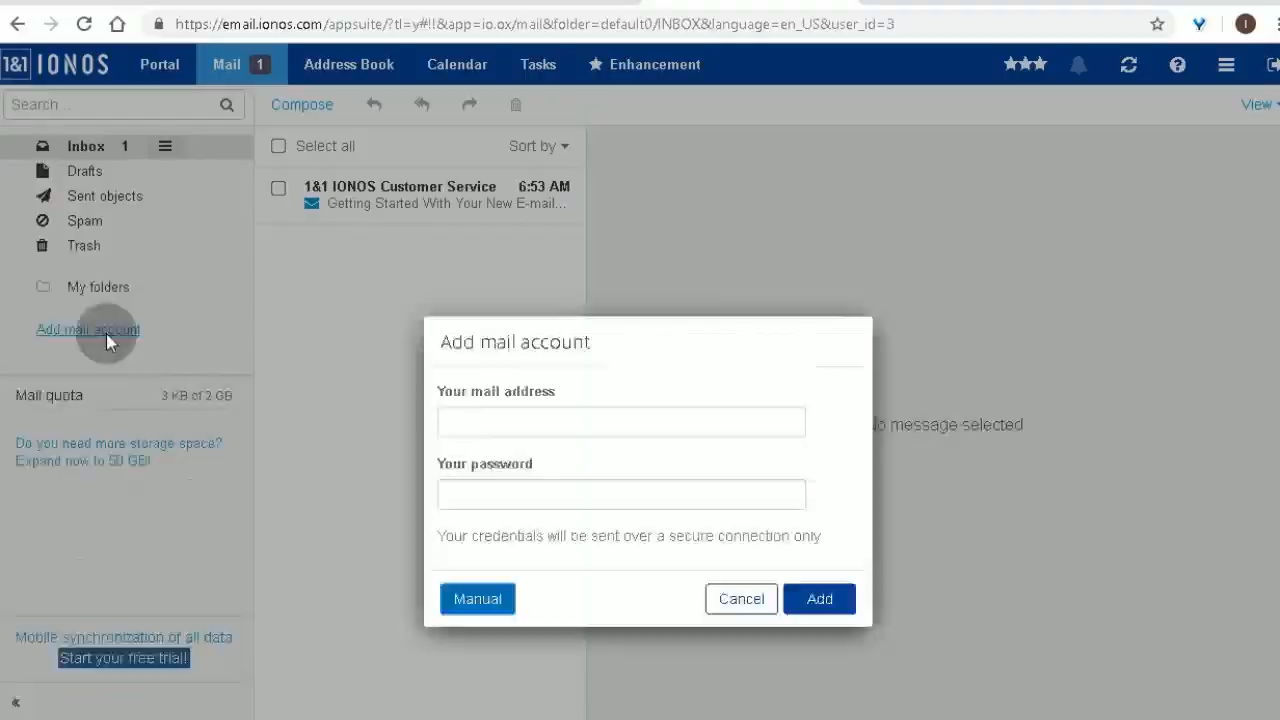 https://email.ionos.com/appsuite/?tl=y#!!&app=io.ox/mail&folder=default0/INBOX&language=en_US&user_id=3
I
1&1 IONOS Portal Mail 1 Address Book Calendar Tasks Enhancement
Search...
Compose
View
Inbox 1
Select all Sort by
Drafts
Sent objects
Spam
Trash
1&1 IONOS Customer Service 6:53 AM
Getting Started With Your New E-mail...
My folders
Add mail account
Mail quota 3 KB of 2 GB
Do you need more storage space?
Expand now to 50 GB!
Mobile synchronization of all data
Start your free trial!
Add mail account
Your mail address
Your password
Your credentials will be sent over a secure connection only
Manual Cancel Add
message selected